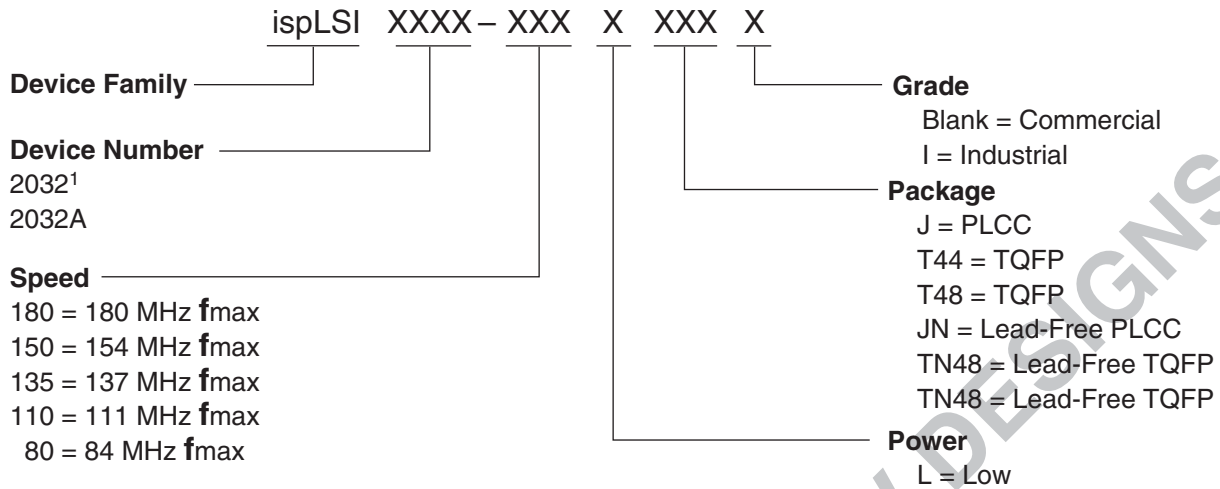 ispLSI XXXX – XXX X XXX X
Device Family
Device Number
2032¹
2032A
Speed
180 = 180 MHz fmax
150 = 154 MHz fmax
135 = 137 MHz fmax
110 = 111 MHz fmax
80 = 84 MHz fmax
Grade
Blank = Commercial
I = Industrial
Package
J = PLCC
T44 = TQFP
T48 = TQFP
JN = Lead-Free PLCC
TN48 = Lead-Free TQFP
TN48 = Lead-Free TQFP
Power
L = Low
DESIGNS